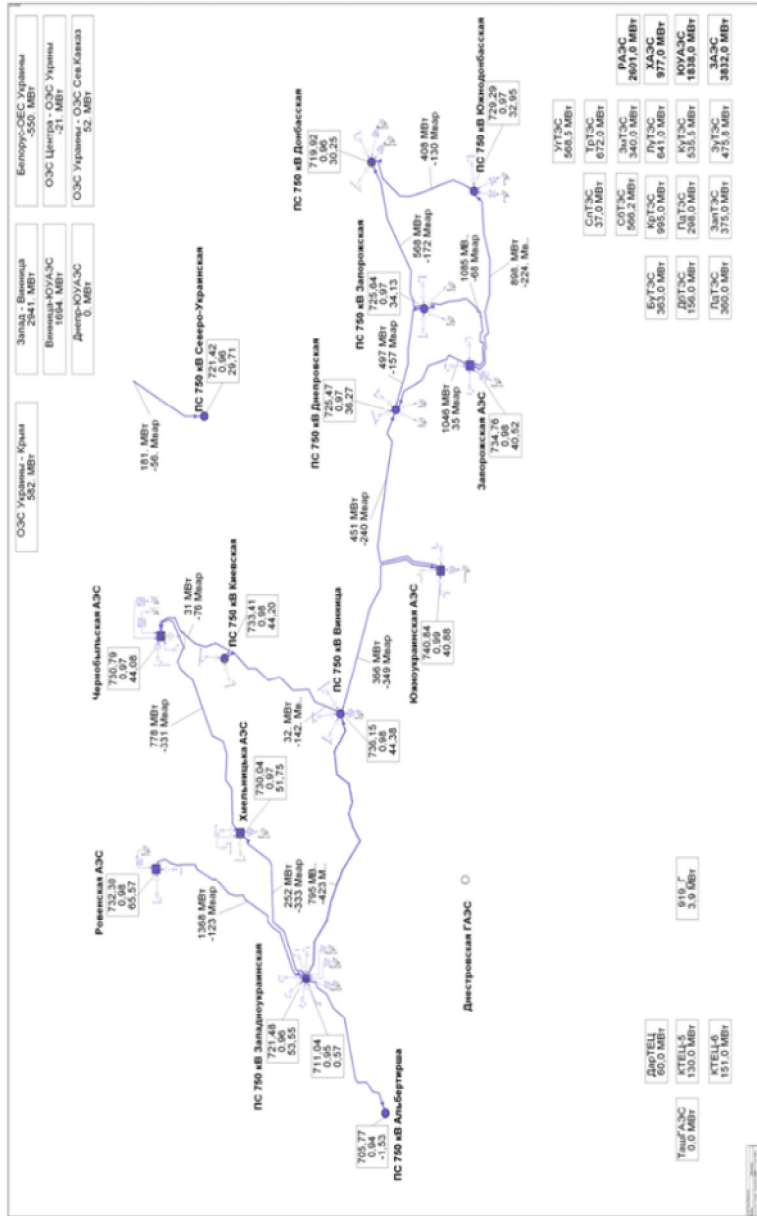 ОЭС Украины - Крым
582. МВт
Запад - Винница
2941. МВт
Винница-ЮУАЭС
1694. МВт
Днепр-ЮУАЭС
0. МВт
Белорус-ОЕС Украины
-550. МВт
ОЭС Центра - ОЭС Укрины
-21. МВт
ОЭС Украины - ОЭС Сев.Кавказ
52. МВт
Ровенская АЭС
732,30
0,98
65,57
Чернобыльская АЭС
730,79
0,97
44,08
181. МВт
-56. Мвар
ПС 750 кВ Северо-Украинская
721,42
0,96
29,71
778 МВт
-331 Мвар
31 МВт
-76 Мвар
1368 МВт
-123 Мвар
Хмельницька АЭС
730,04
0,97
51,75
ПС 750 кВ Киевская
733,41
0,98
44,20
ПС 750 кВ Западноукраинская
721,48
0,96
53,55
711,04
0,95
0,57
252 МВт
-333 Мвар
795 МВ..
-423 М..
32. МВт
-142. Ме..
ПС 750 кВ Винница
736,15
0,98
44,38
366 МВт
-349 Мвар
451 МВт
-240 Мвар
ПС 750 кВ Днепровская
725,47
0,97
36,27
ПС 750 кВ Запорожская
725,64
0,97
34,13
ПС 750 кВ Донбасская
719,92
0,96
30,25
497 МВт
-157 Мвар
568 МВт
-172 Мвар
408 МВт
-130 Мвар
ПС 750 кВ Альбертирша
705,77
0,94
-1,53
Южноукраинская АЭС
740,84
0,99
40,88
1046 МВт
35 Мвар
1085 МВ..
-68 Мвар
Запорожская АЭС
734,76
0,98
40,52
898. МВт
-224. Ме..
ПС 750 кВ Южнодонбасская
729,29
0,97
32,95
Днестровская ГАЭС
УгТЭС
568,5 МВт
СлТЭС
37,0 МВт
ТрТЭС
672,0 МВт
СбТЭС
566,2 МВт
ЗмТЭС
340,0 МВт
РАЭС
2601,0 МВт
ДарТЕЦ
60,0 МВт
БуТЭС
363,0 МВт
КрТЭС
995,0 МВт
ЛуТЭС
641,0 МВт
ХАЭС
977,0 МВт
ТашГАЭС
0,0 МВт
КТЕЦ-5
130,0 МВт
919_Г
3,9 МВт
ДбТЭС
156,0 МВт
ПдТЭС
298,0 МВт
КуТЭС
535,5 МВт
ЮУАЭС
1838,0 МВт
КТЕЦ-6
151,0 МВт
ЛдТЭС
360,0 МВт
ЗапТЭС
375,0 МВт
ЗуТЭС
475,8 МВт
ЗАЭС
3832,0 МВт